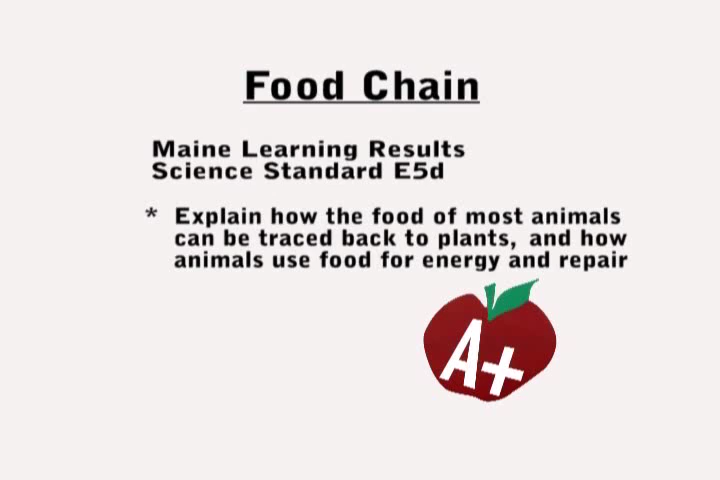 Food Chain
Maine Learning Results
Science Standard E5d
* Explain how the food of most animals
can be traced back to plants, and how
animals use food for energy and repair
A+